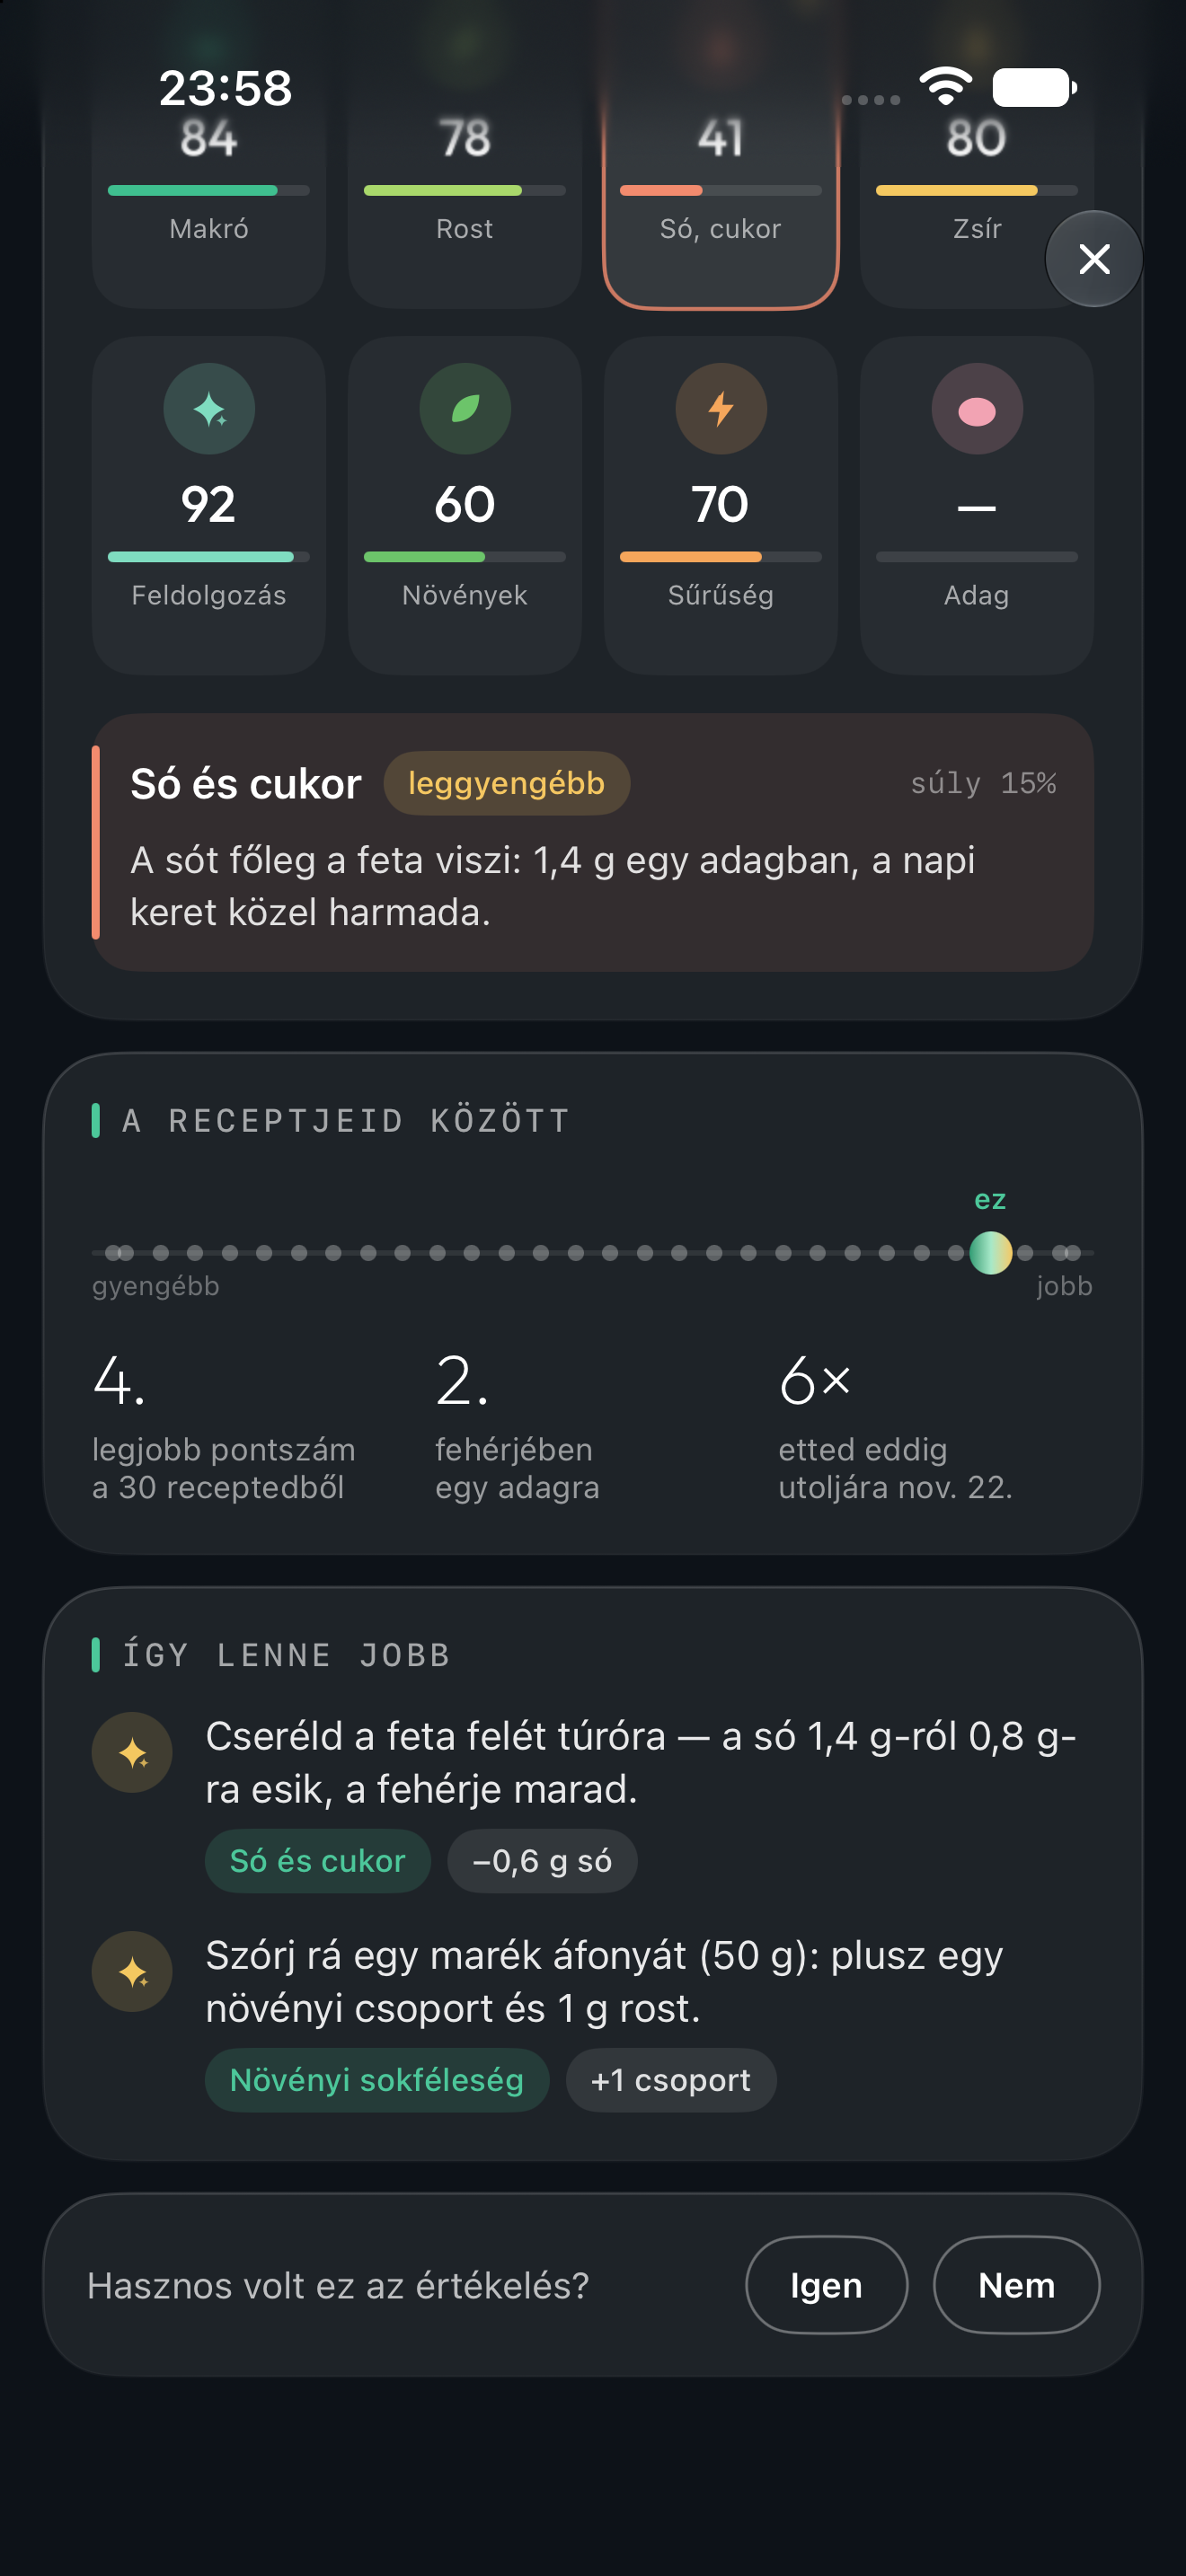 23:58
84
78
41
80
Makró
Rost
Só, cukor
Zsír
92
60
70
—
Feldolgozás
Növények
Sűrűség
Adag
Só és cukor
leggyengébb
súly 15%
A sót főleg a feta viszi: 1,4 g egy adagban, a napi
keret közel harmada.
A RECEPTJEID KÖZÖTT
ez
gyengébb
jobb
4.
2.
6×
legjobb pontszám
a 30 receptedből
fehérjében
egy adagra
etted eddig
utoljára nov. 22.
ÍGY LENNE JOBB
Cseréld a feta felét túróra — a só 1,4 g-ról 0,8 g-
ra esik, a fehérje marad.
Só és cukor
−0,6 g só
Szórj rá egy marék áfonyát (50 g): plusz egy
növényi csoport és 1 g rost.
Növényi sokféleség
+1 csoport
Hasznos volt ez az értékelés?
Igen
Nem